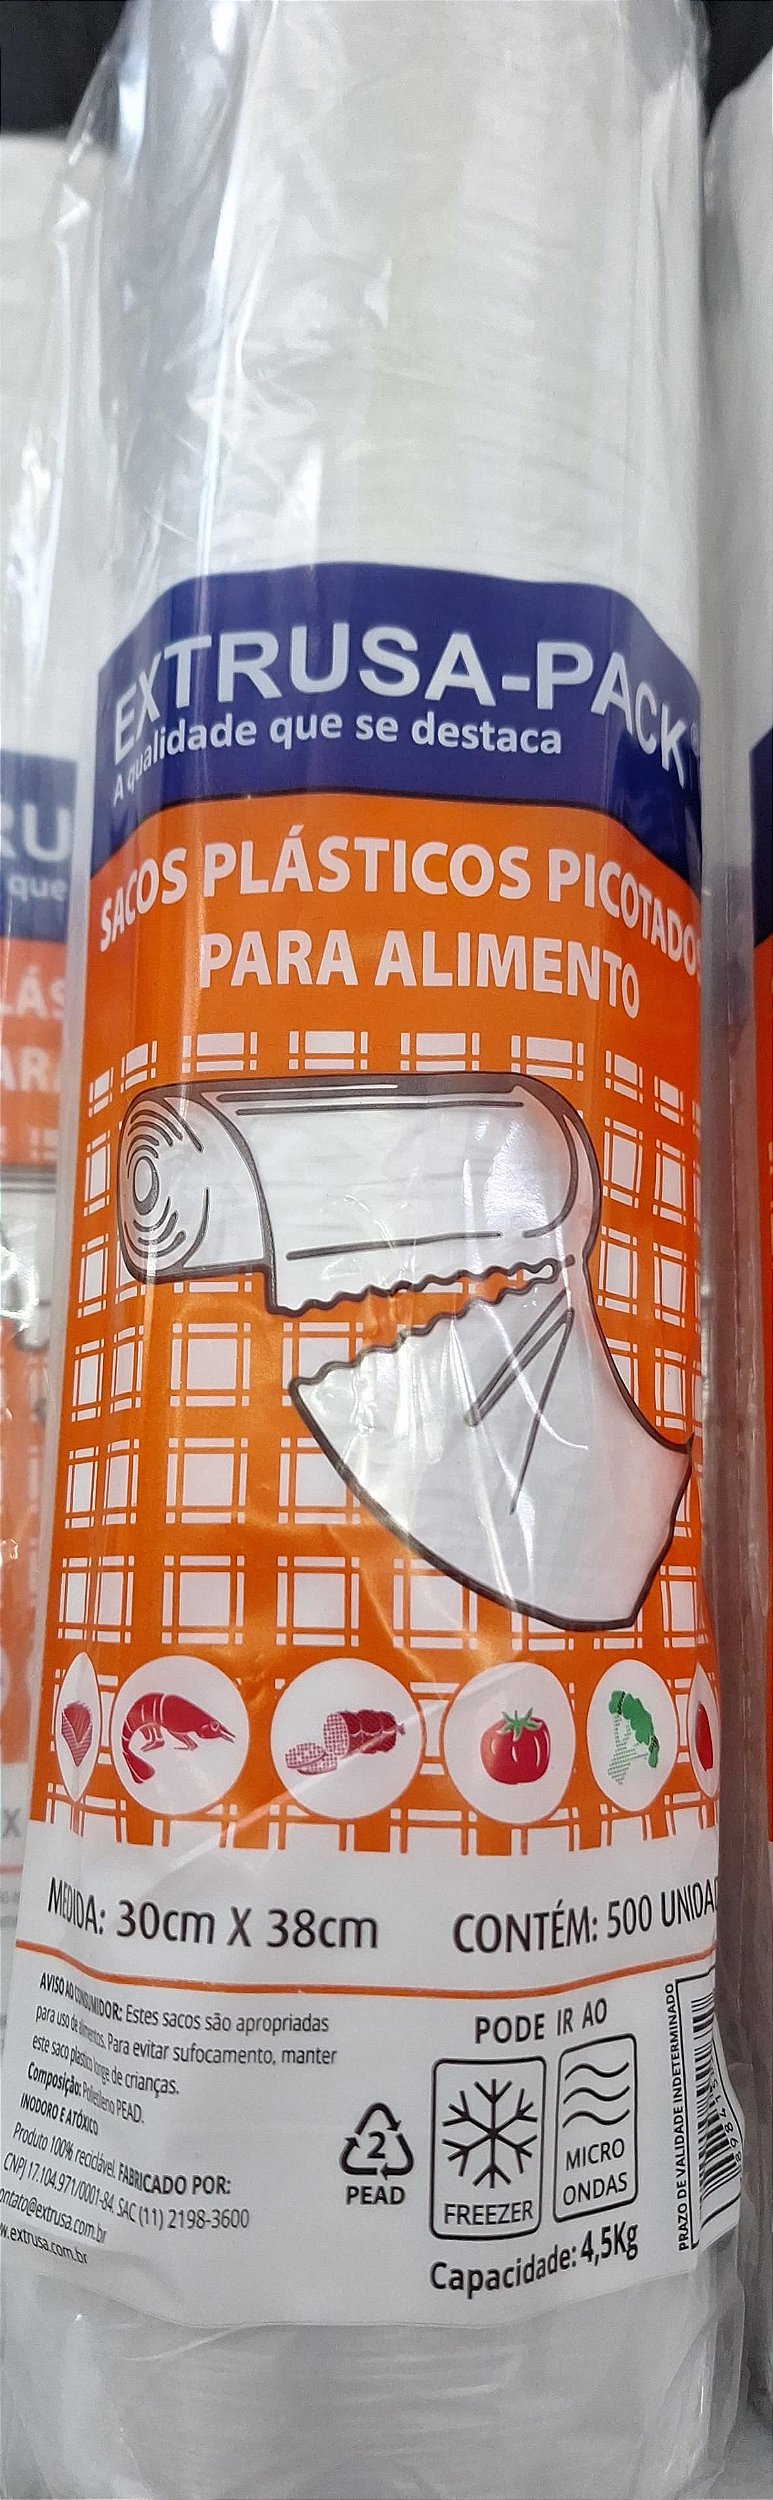 EXTRUSA-PACK
A qualidade que se destaca
SACOS PLÁSTICOS PICOTADOS
PARA ALIMENTO
MEDIDA: 30cm X 38cm
CONTÉM: 500 UNIDA
AVISO AO CONSUMIDOR: Estes sacos são apropriadas
para uso de alimentos. Para evitar sufocamento, manter
este saco plástico longe de crianças.
Composição: Polietileno PEAD.
INODORO E ATÓXICO
Produto 100% reciclável. FABRICADO POR:
CNPJ 17.104.971/0001-84. SAC (11) 2198-3600
ontato@extrusa.com.br
w.extrusa.com.br
2
PEAD
PODE IR AO
FREEZER
MICRO
ONDAS
Capacidade: 4,5Kg
PRAZO DE VALIDADE INDETERMINADO
RU
que
LÁS
AR
X